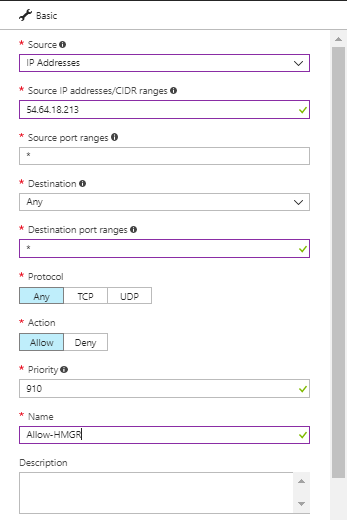 Basic
* Source
IP Addresses
* Source IP addresses/CIDR ranges
54.64.18.213
* Source port ranges
*
* Destination
Any
* Destination port ranges
*
* Protocol
Any TCP UDP
* Action
Allow Deny
* Priority
910
* Name
Allow-HMGR
Description